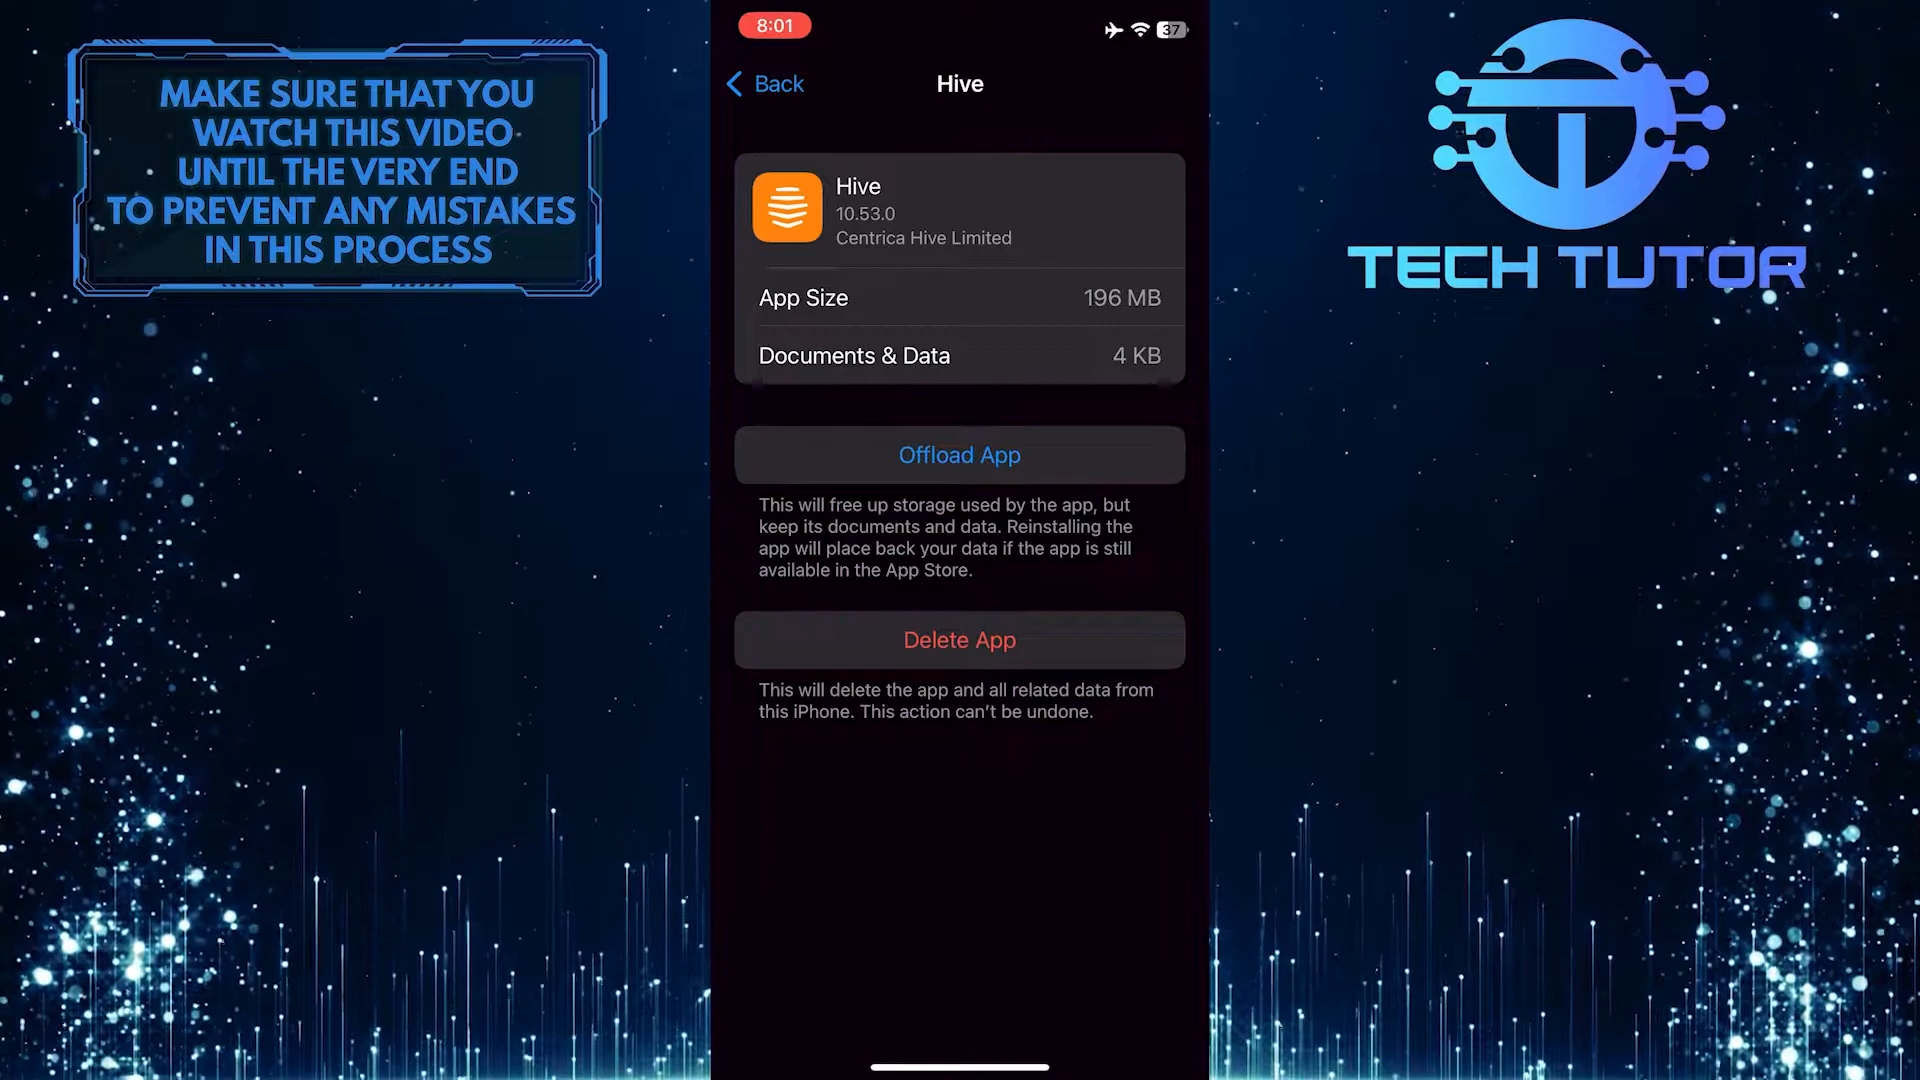 MAKE SURE THAT YOU
WATCH THIS VIDEO
UNTIL THE VERY END
TO PREVENT ANY MISTAKES
IN THIS PROCESS
8:01
37
Back
Hive
Hive
10.53.0
Centrica Hive Limited
App Size 196 MB
Documents & Data 4 KB
Offload App
This will free up storage used by the app, but
keep its documents and data. Reinstalling the
app will place back your data if the app is still
available in the App Store.
Delete App
This will delete the app and all related data from
this iPhone. This action can’t be undone.
TECH TUTOR